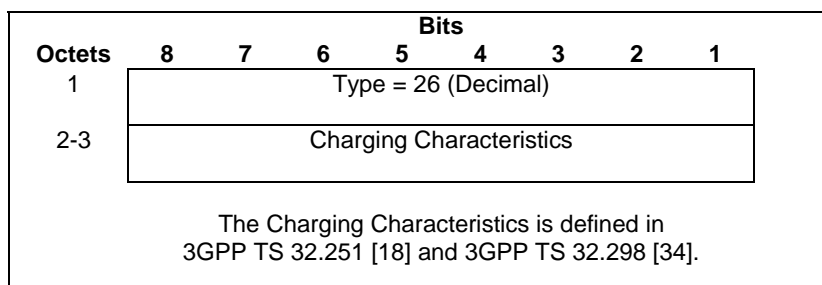 Bits
Octets 8 7 6 5 4 3 2 1
1 Type = 26 (Decimal)
2-3 Charging Characteristics
The Charging Characteristics is defined in
3GPP TS 32.251 [18] and 3GPP TS 32.298 [34].